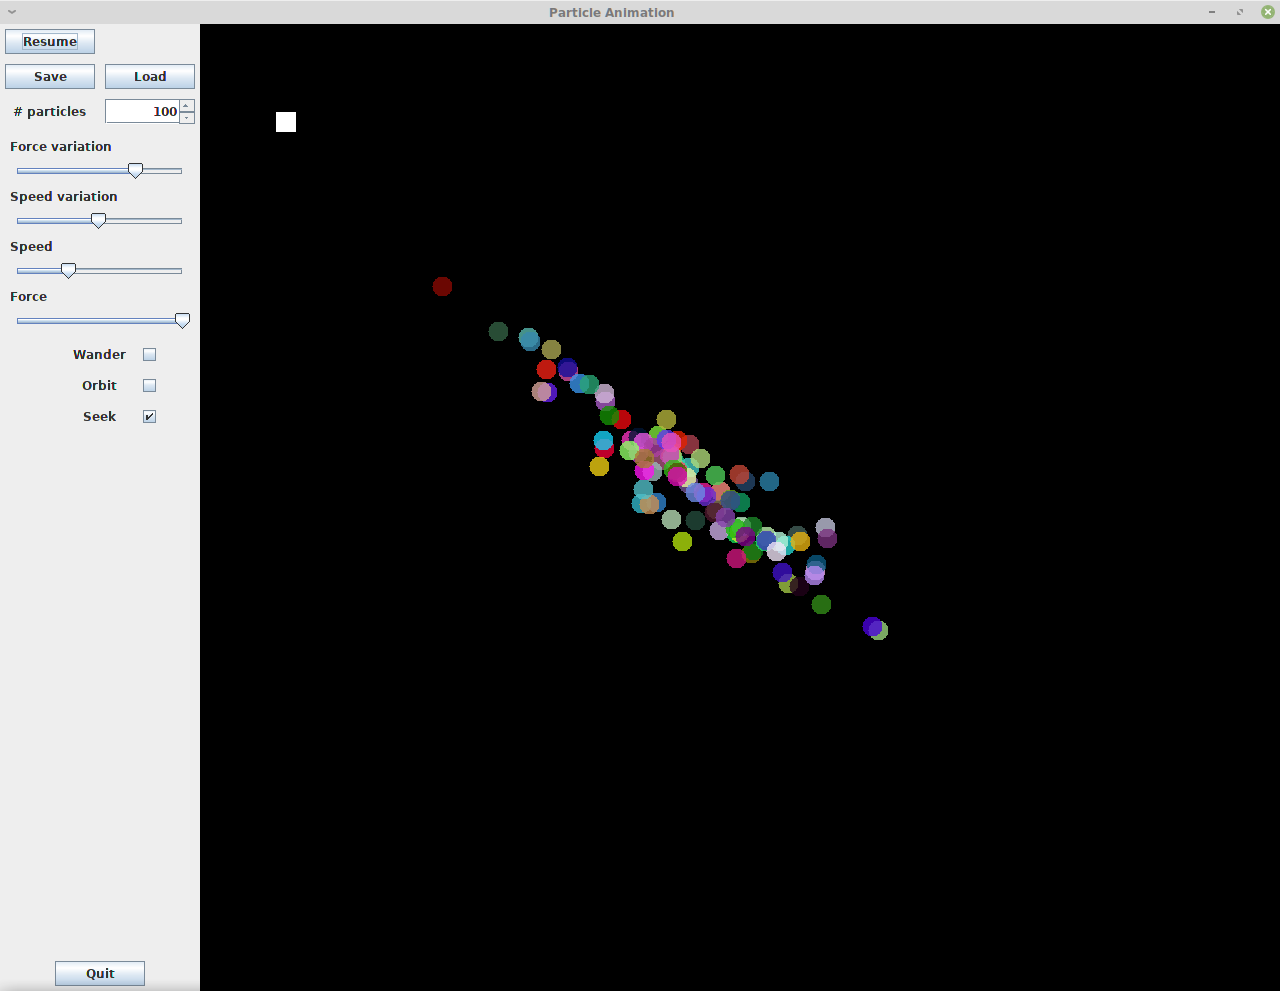 Particle Animation
Resume
Save Load
# particles 100
Force variation
Speed variation
Speed
Force
Wander
Orbit
Seek
Quit